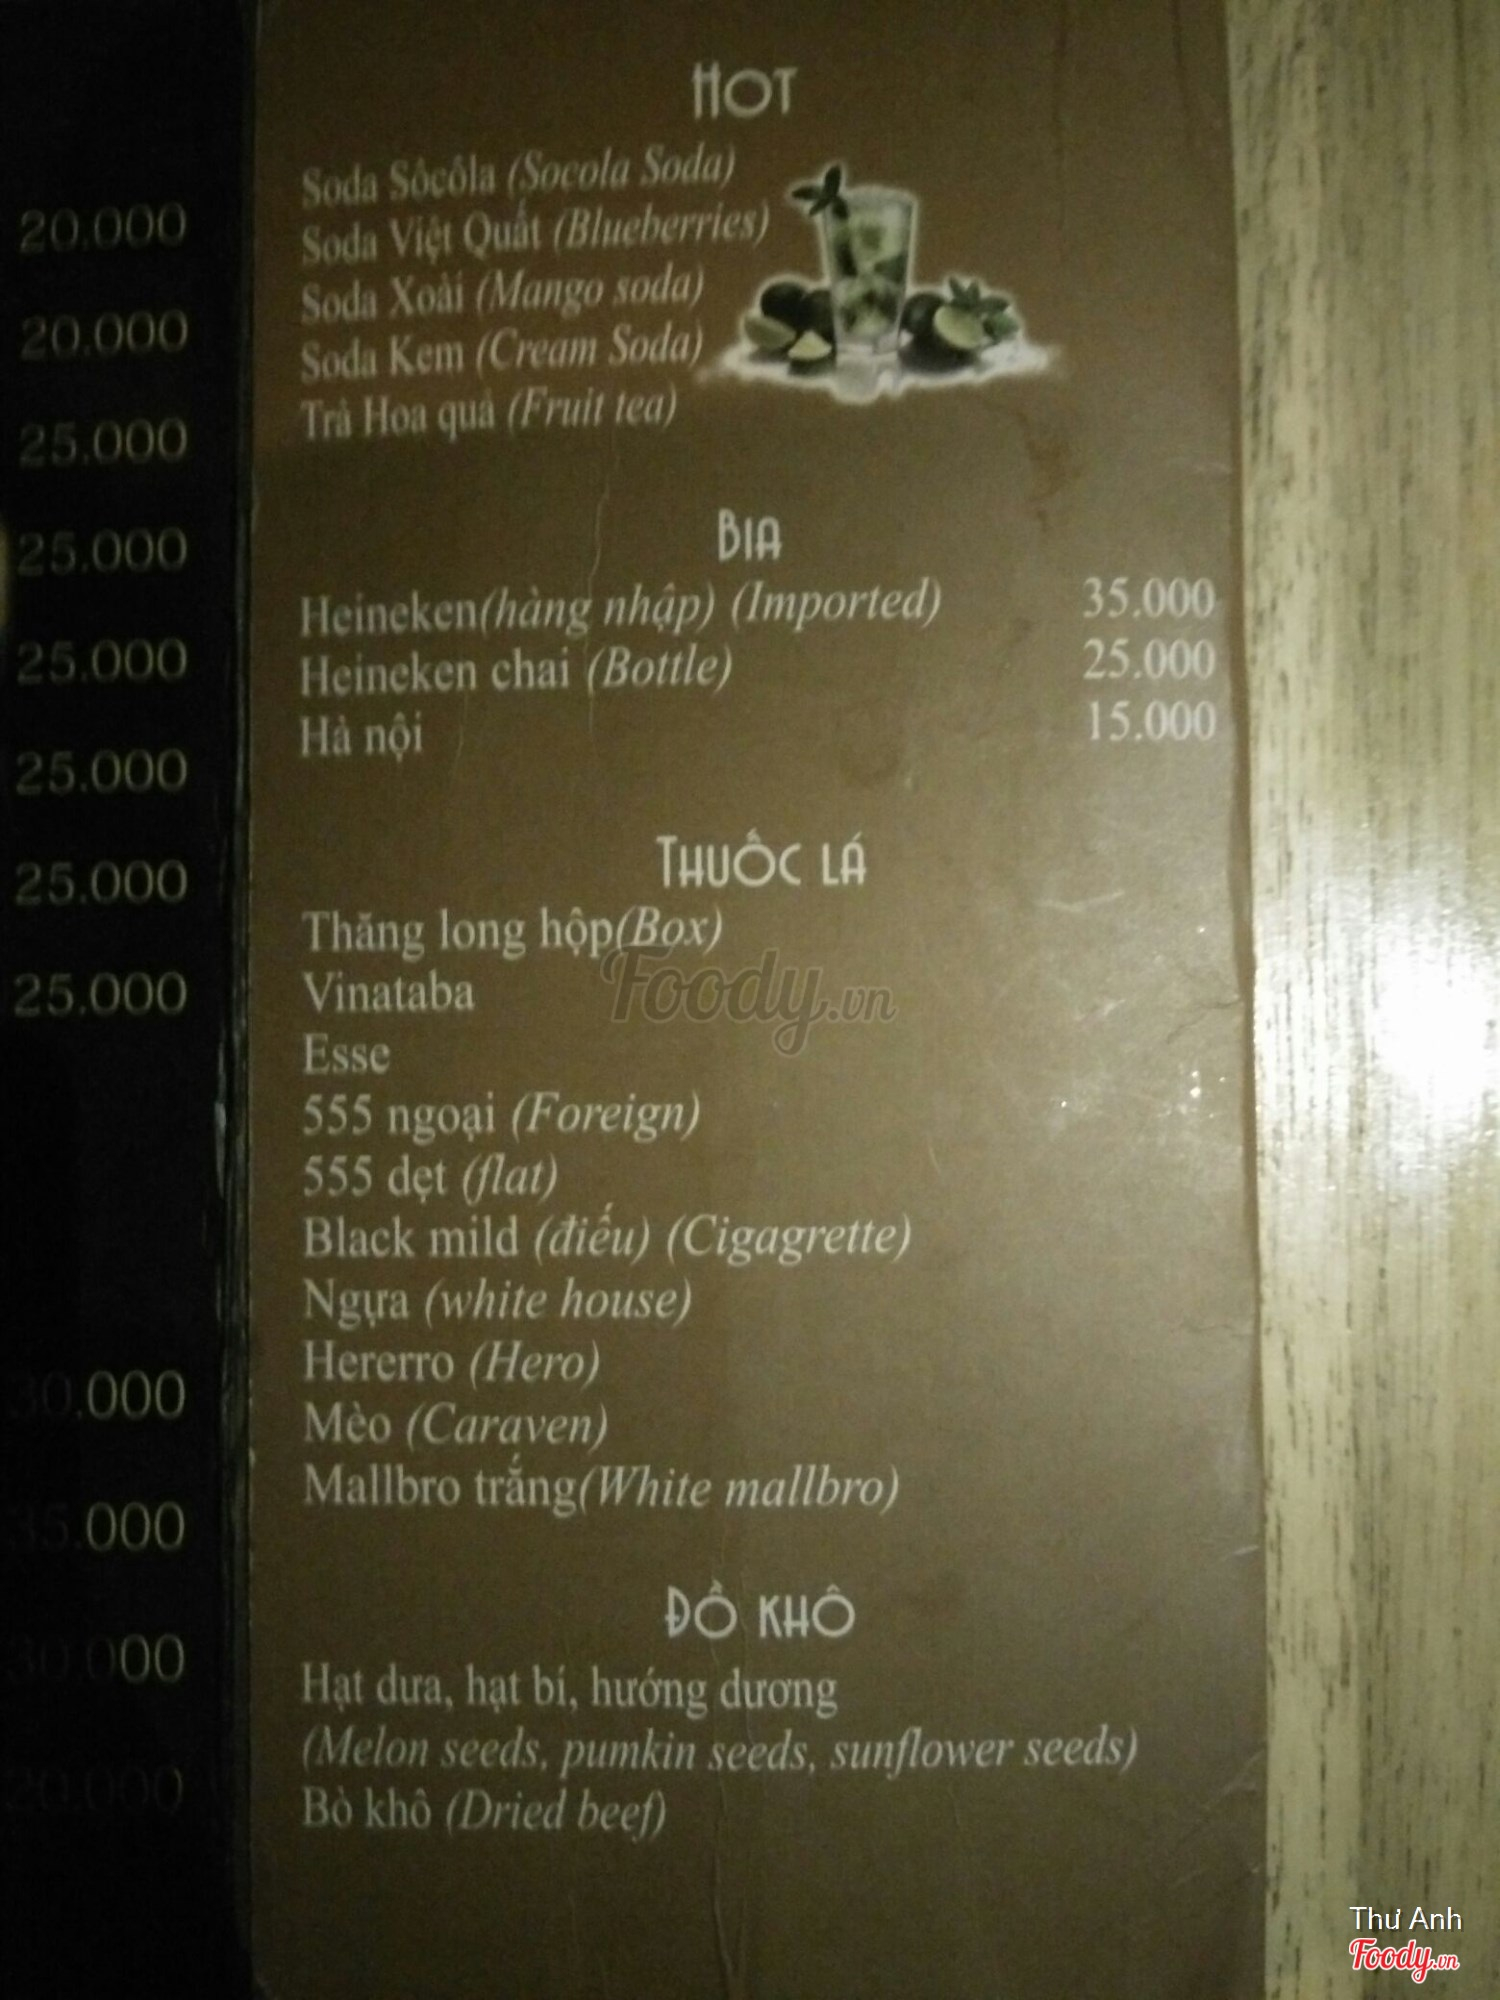 20.000
20.000
25.000
25.000
25.000
25.000
25.000
25.000
30.000
35.000
30.000
20.000
HOT
Soda Sôcôla (Socola Soda)
Soda Việt Quất (Blueberries)
Soda Xoài (Mango soda)
Soda Kem (Cream Soda)
Trà Hoa quả (Fruit tea)
BIA
Heineken(hàng nhập) (Imported) 35.000
Heineken chai (Bottle) 25.000
Hà nội 15.000
THUỐC LÁ
Thăng long hộp(Box)
Vinataba
Esse
555 ngoại (Foreign)
555 dẹt (flat)
Black mild (điếu) (Cigagrette)
Ngựa (white house)
Hererro (Hero)
Mèo (Caraven)
Mallbro trắng(White mallbro)
ĐỒ KHÔ
Hạt dưa, hạt bí, hướng dương
(Melon seeds, pumkin seeds, sunflower seeds)
Bò khô (Dried beef)
Foody.vn
Thư Anh
Foody.vn